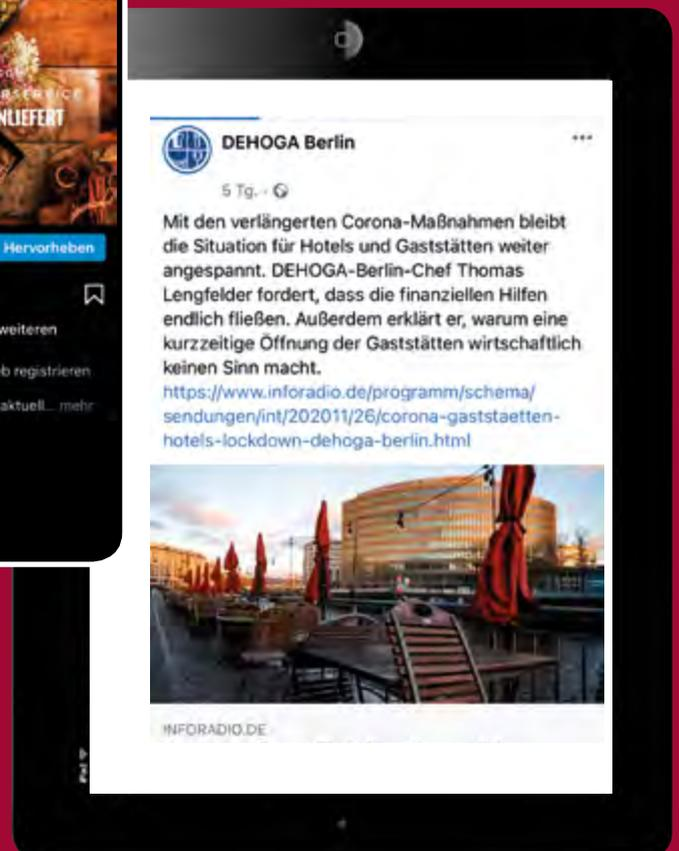 RSERVICE
NLIEFERT
Hervorheben
weiteren
b registrieren
aktuell... mehr
DEHOGA Berlin
5 Tg.
Mit den verlängerten Corona-Maßnahmen bleibt
die Situation für Hotels und Gaststätten weiter
angespannt. DEHOGA-Berlin-Chef Thomas
Lengfelder fordert, dass die finanziellen Hilfen
endlich fließen. Außerdem erklärt er, warum eine
kurzzeitige Öffnung der Gaststätten wirtschaftlich
keinen Sinn macht.
https://www.inforadio.de/programm/schema/
sendungen/int/202011/26/corona-gaststaetten-
hotels-lockdown-dehoga-berlin.html
INFORADIO.DE